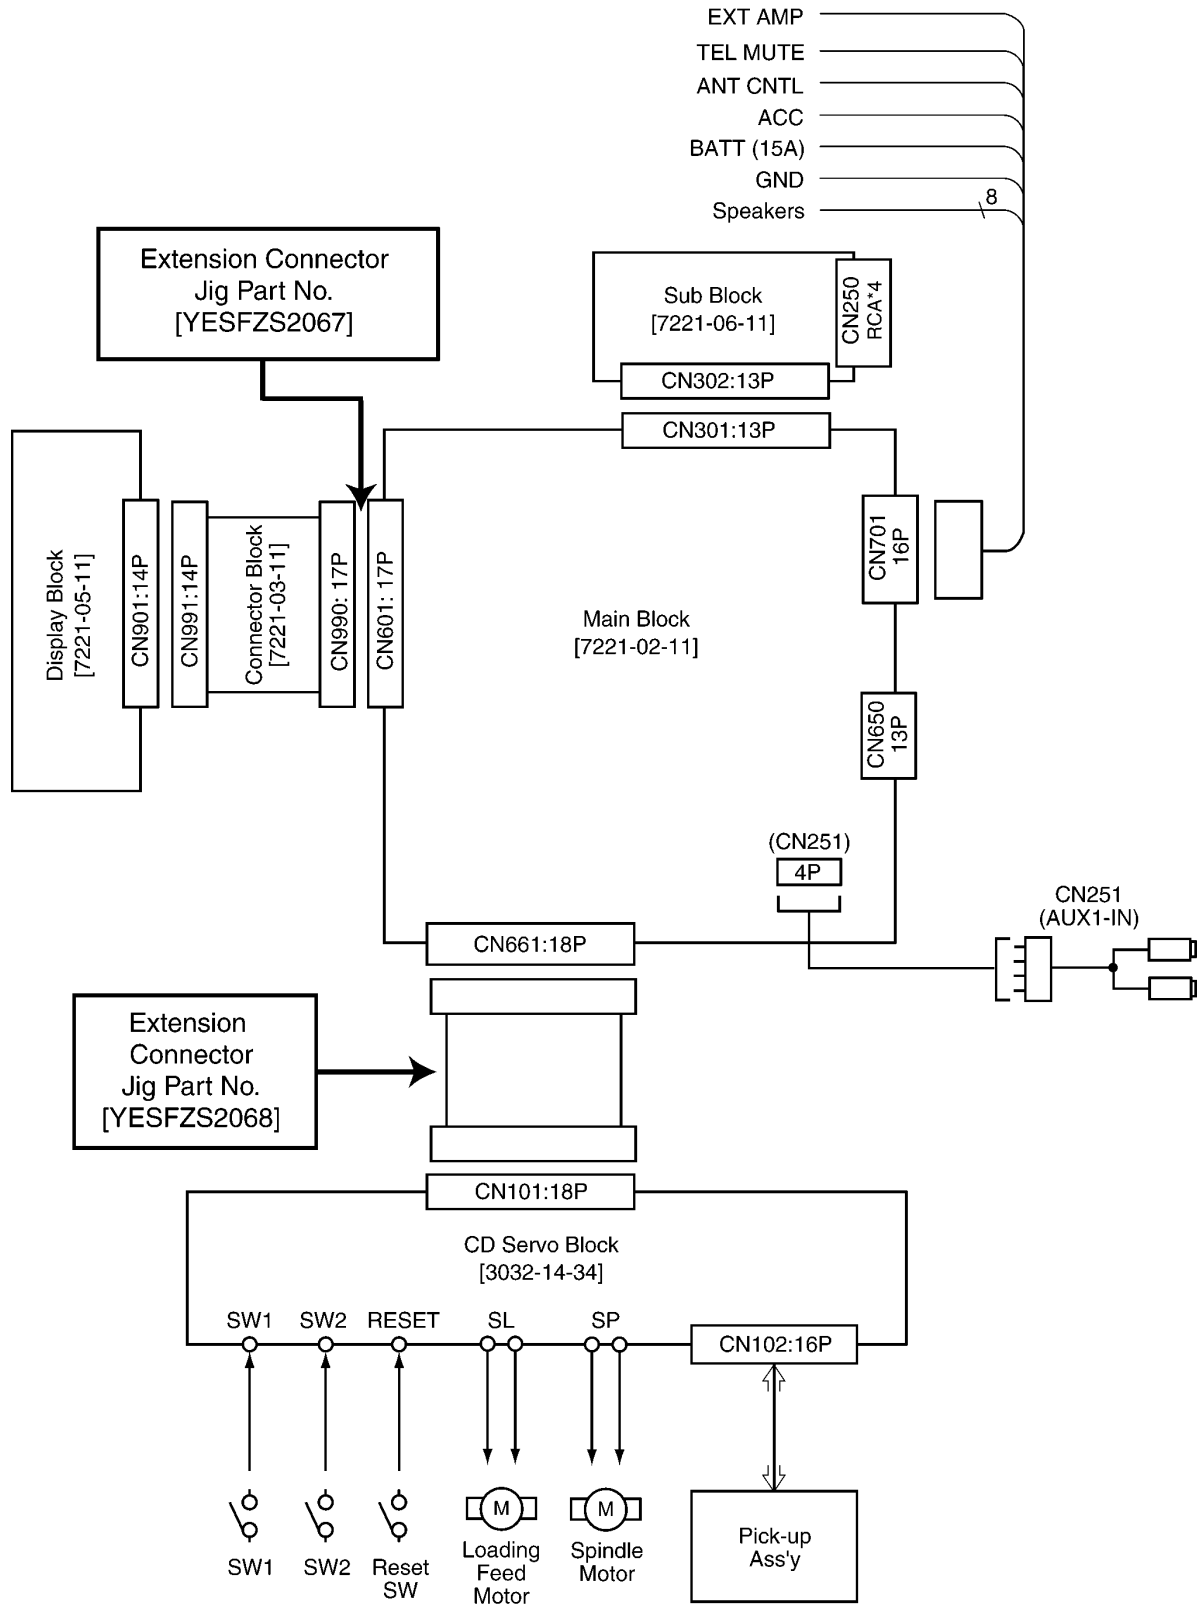 EXT AMP
TEL MUTE
ANT CNTL
ACC
BATT (15A)
GND
Speakers
8
Extension Connector
Jig Part No.
[YESFZS2067]
Sub Block
[7221-06-11]
CN250
RCA*4
CN302:13P
CN301:13P
Display Block
[7221-05-11]
CN901:14P
CN991:14P
Connector Block
[7221-03-11]
CN990: 17P
CN601: 17P
Main Block
[7221-02-11]
CN701
16P
CN650
13P
(CN251)
4P
CN251
(AUX1-IN)
CN661:18P
Extension
Connector
Jig Part No.
[YESFZS2068]
CN101:18P
CD Servo Block
[3032-14-34]
SW1
SW2
RESET
SL
SP
CN102:16P
M
M
SW1
SW2
Reset
SW
Loading
Feed
Motor
Spindle
Motor
Pick-up
Ass'y